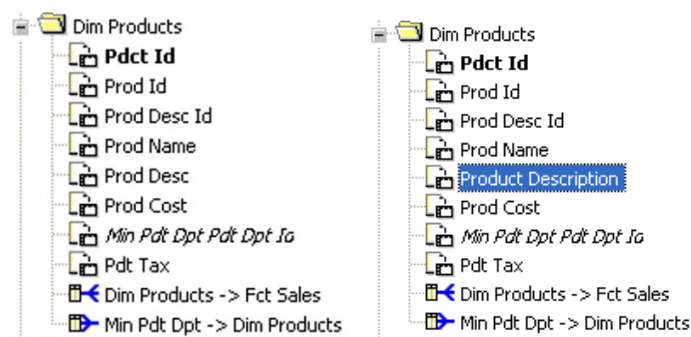 Dim Products
Pdct Id
Prod Id
Prod Desc Id
Prod Name
Prod Desc
Prod Cost
Min Pdt Dpt Pdt Dpt Id
Pdt Tax
Dim Products -> Fct Sales
Min Pdt Dpt -> Dim Products
Dim Products
Pdct Id
Prod Id
Prod Desc Id
Prod Name
Product Description
Prod Cost
Min Pdt Dpt Pdt Dpt Id
Pdt Tax
Dim Products -> Fct Sales
Min Pdt Dpt -> Dim Products